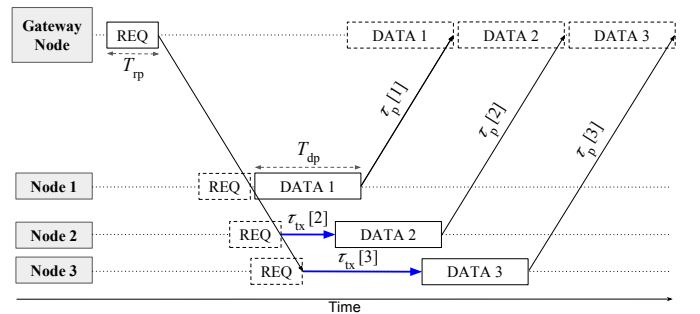 Gateway Node
REQ
DATA 1
DATA 2
DATA 3
T_rp
τ_p[1]
τ_p[2]
τ_p[3]
T_dp
Node 1
REQ
DATA 1
τ_tx[2]
Node 2
REQ
DATA 2
τ_tx[3]
Node 3
REQ
DATA 3
Time